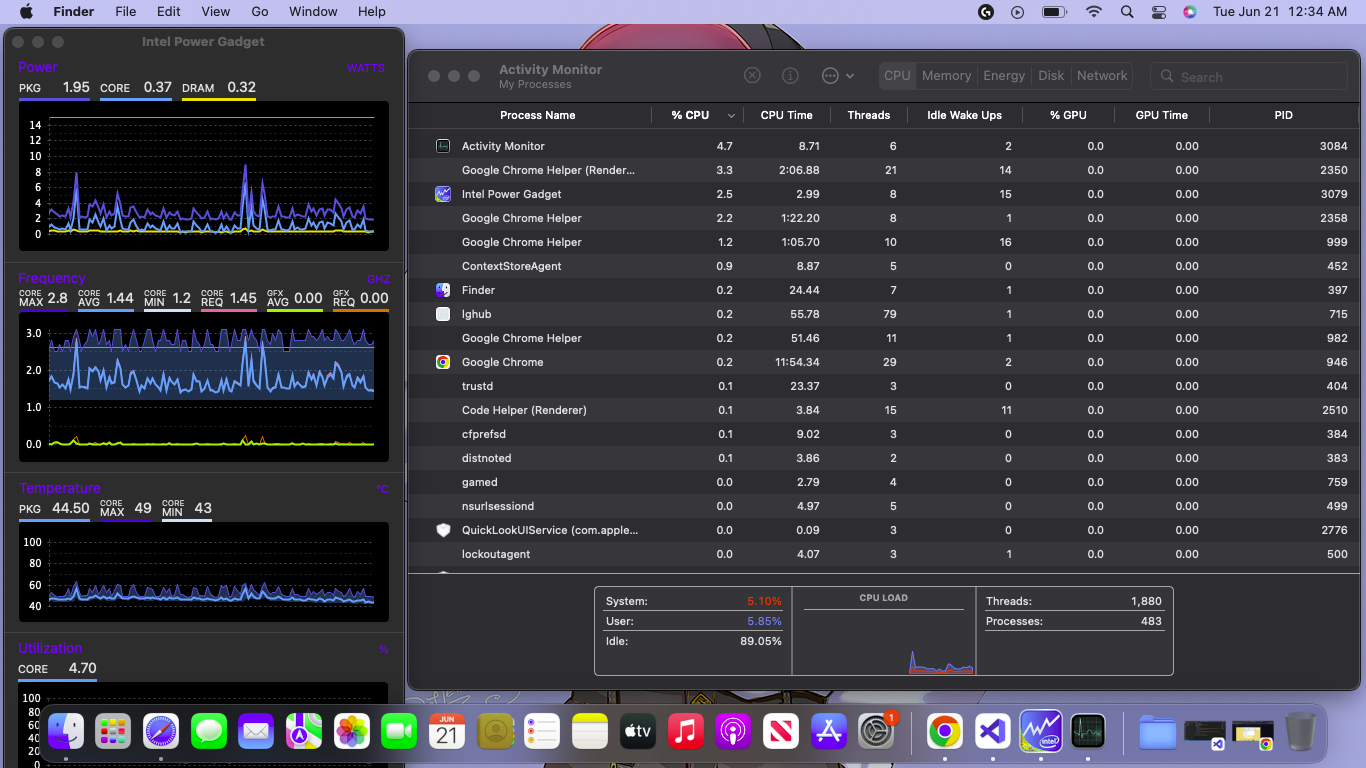 Finder File Edit View Go Window Help Tue Jun 21 12:34 AM
Intel Power Gadget
Power WATTS
PKG 1.95 CORE 0.37 DRAM 0.32
14
12
10
8
6
4
2
0
Frequency GHZ
CORE MAX 2.8 CORE AVG 1.44 CORE MIN 1.2 CORE REQ 1.45 GFX AVG 0.00 GFX REQ 0.00
3.0
2.0
1.0
0.0
Temperature °C
PKG 44.50 CORE MAX 49 CORE MIN 43
100
80
60
40
Utilization %
CORE 4.70
100
80
60
40
20
0
Activity Monitor
My Processes
CPU Memory Energy Disk Network Search
Process Name % CPU CPU Time Threads Idle Wake Ups % GPU GPU Time PID
Activity Monitor 4.7 8.71 6 2 0.0 0.00 3084
Google Chrome Helper (Render... 3.3 2:06.88 21 14 0.0 0.00 2350
Intel Power Gadget 2.5 2.99 8 15 0.0 0.00 3079
Google Chrome Helper 2.2 1:22.20 8 1 0.0 0.00 2358
Google Chrome Helper 1.2 1:05.70 10 16 0.0 0.00 999
ContextStoreAgent 0.9 8.87 5 0 0.0 0.00 452
Finder 0.2 24.44 7 1 0.0 0.00 397
lghub 0.2 55.78 79 1 0.0 0.00 715
Google Chrome Helper 0.2 51.46 11 1 0.0 0.00 982
Google Chrome 0.2 11:54.34 29 2 0.0 0.00 946
trustd 0.1 23.37 3 0 0.0 0.00 404
Code Helper (Renderer) 0.1 3.84 15 11 0.0 0.00 2510
cfprefsd 0.1 9.02 3 0 0.0 0.00 384
distnoted 0.1 3.86 2 0 0.0 0.00 383
gamed 0.0 2.79 4 0 0.0 0.00 759
nsurlsessiond 0.0 4.97 5 0 0.0 0.00 499
QuickLookUIService (com.apple... 0.0 0.09 3 0 0.0 0.00 2776
lockoutagent 0.0 4.07 3 1 0.0 0.00 500
System: 5.10%
User: 5.85%
Idle: 89.05%
CPU LOAD
Threads: 1,880
Processes: 483
JUN
21
tv
1
intel